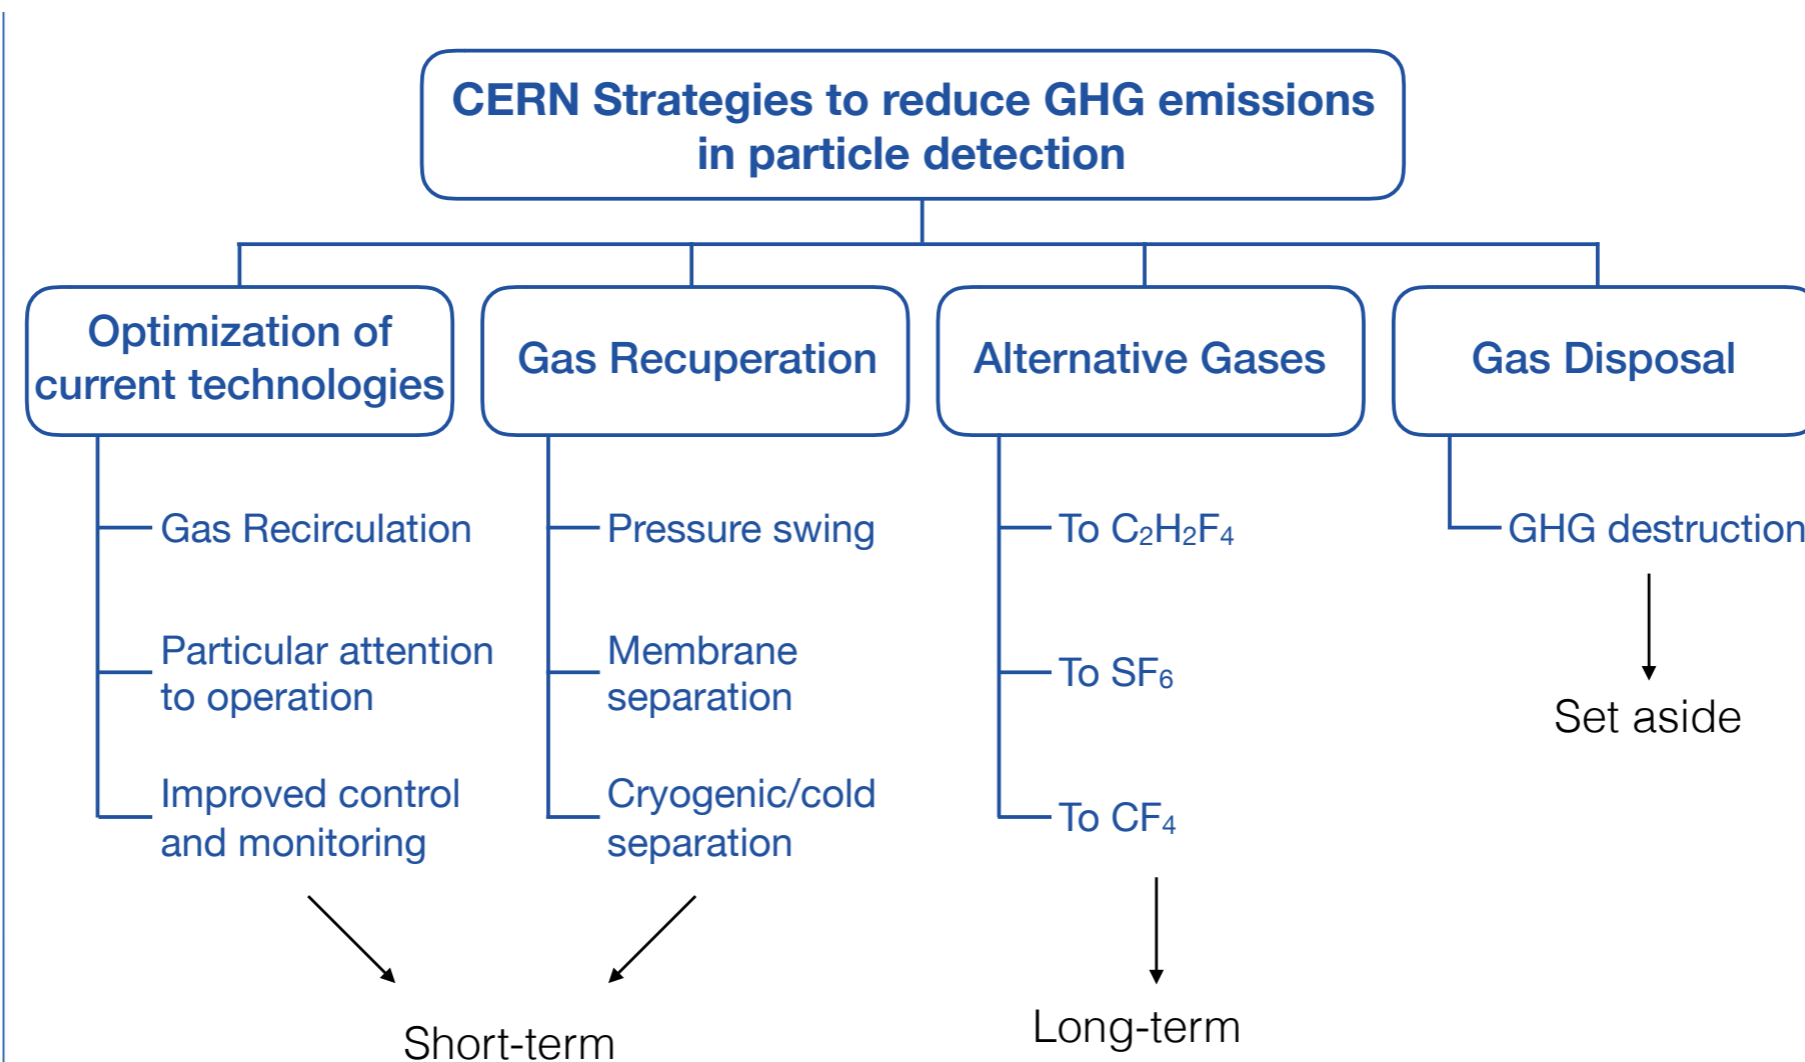 CERN Strategies to reduce GHG emissions
in particle detection
Optimization of
current technologies
Gas Recuperation
Alternative Gases
Gas Disposal
Gas Recirculation
Particular attention
to operation
Improved control
and monitoring
Pressure swing
Membrane
separation
Cryogenic/cold
separation
To C₂H₂F₄
To SF₆
To CF₄
GHG destruction
Set aside
Short-term
Long-term